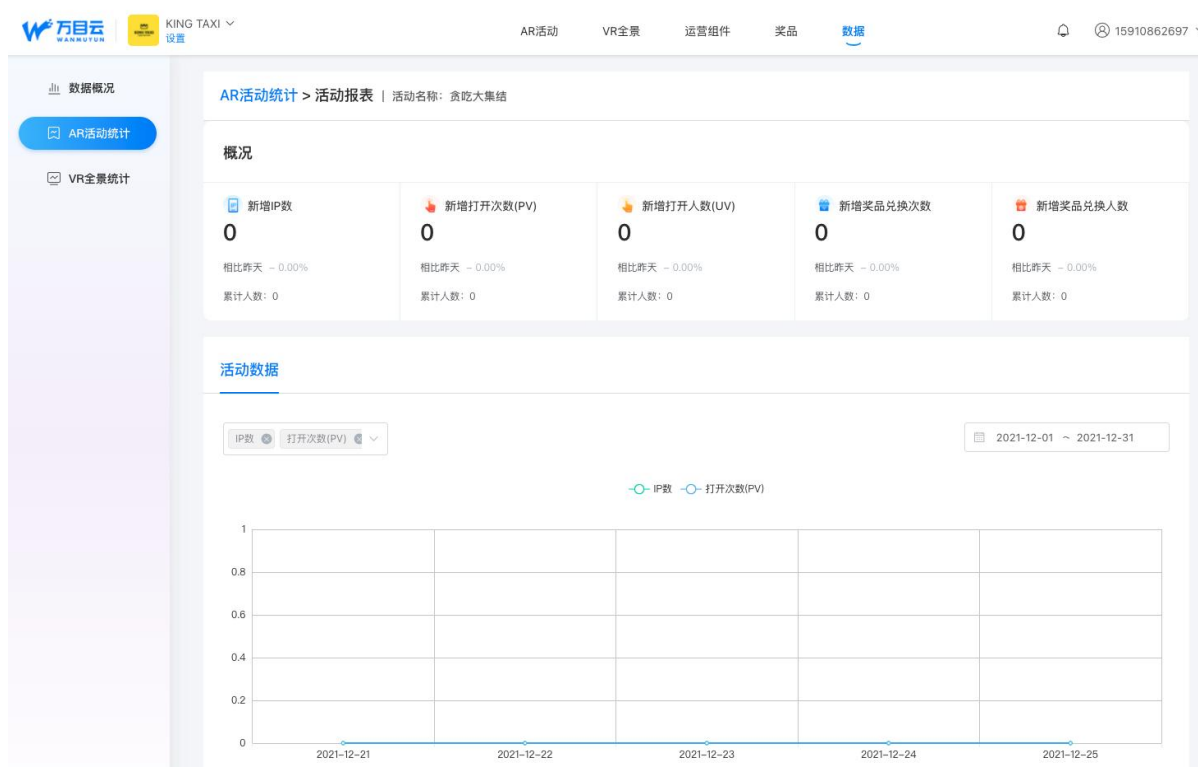 万目云
WANMUYUN
KING TAXI
设置
AR活动
VR全景
运营组件
奖品
数据
15910862697
数据概况
AR活动统计
VR全景统计
AR活动统计 > 活动报表 | 活动名称：贪吃大集结
概况
新增IP数
0
相比昨天 – 0.00%
累计人数：0
新增打开次数(PV)
0
相比昨天 – 0.00%
累计人数：0
新增打开人数(UV)
0
相比昨天 – 0.00%
累计人数：0
新增奖品兑换次数
0
相比昨天 – 0.00%
累计人数：0
新增奖品兑换人数
0
相比昨天 – 0.00%
累计人数：0
活动数据
IP数 打开次数(PV)
2021-12-01 ~ 2021-12-31
IP数 打开次数(PV)
1
0.8
0.6
0.4
0.2
0
2021-12-21 2021-12-22 2021-12-23 2021-12-24 2021-12-25